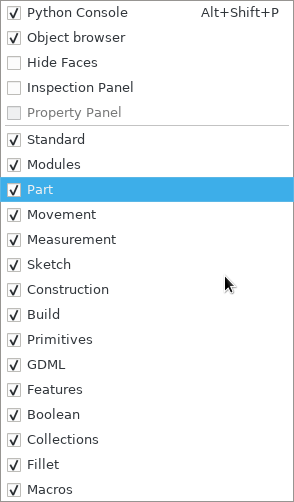 Python Console Alt+Shift+P
Object browser
Hide Faces
Inspection Panel
Property Panel
Standard
Modules
Part
Movement
Measurement
Sketch
Construction
Build
Primitives
GDML
Features
Boolean
Collections
Fillet
Macros